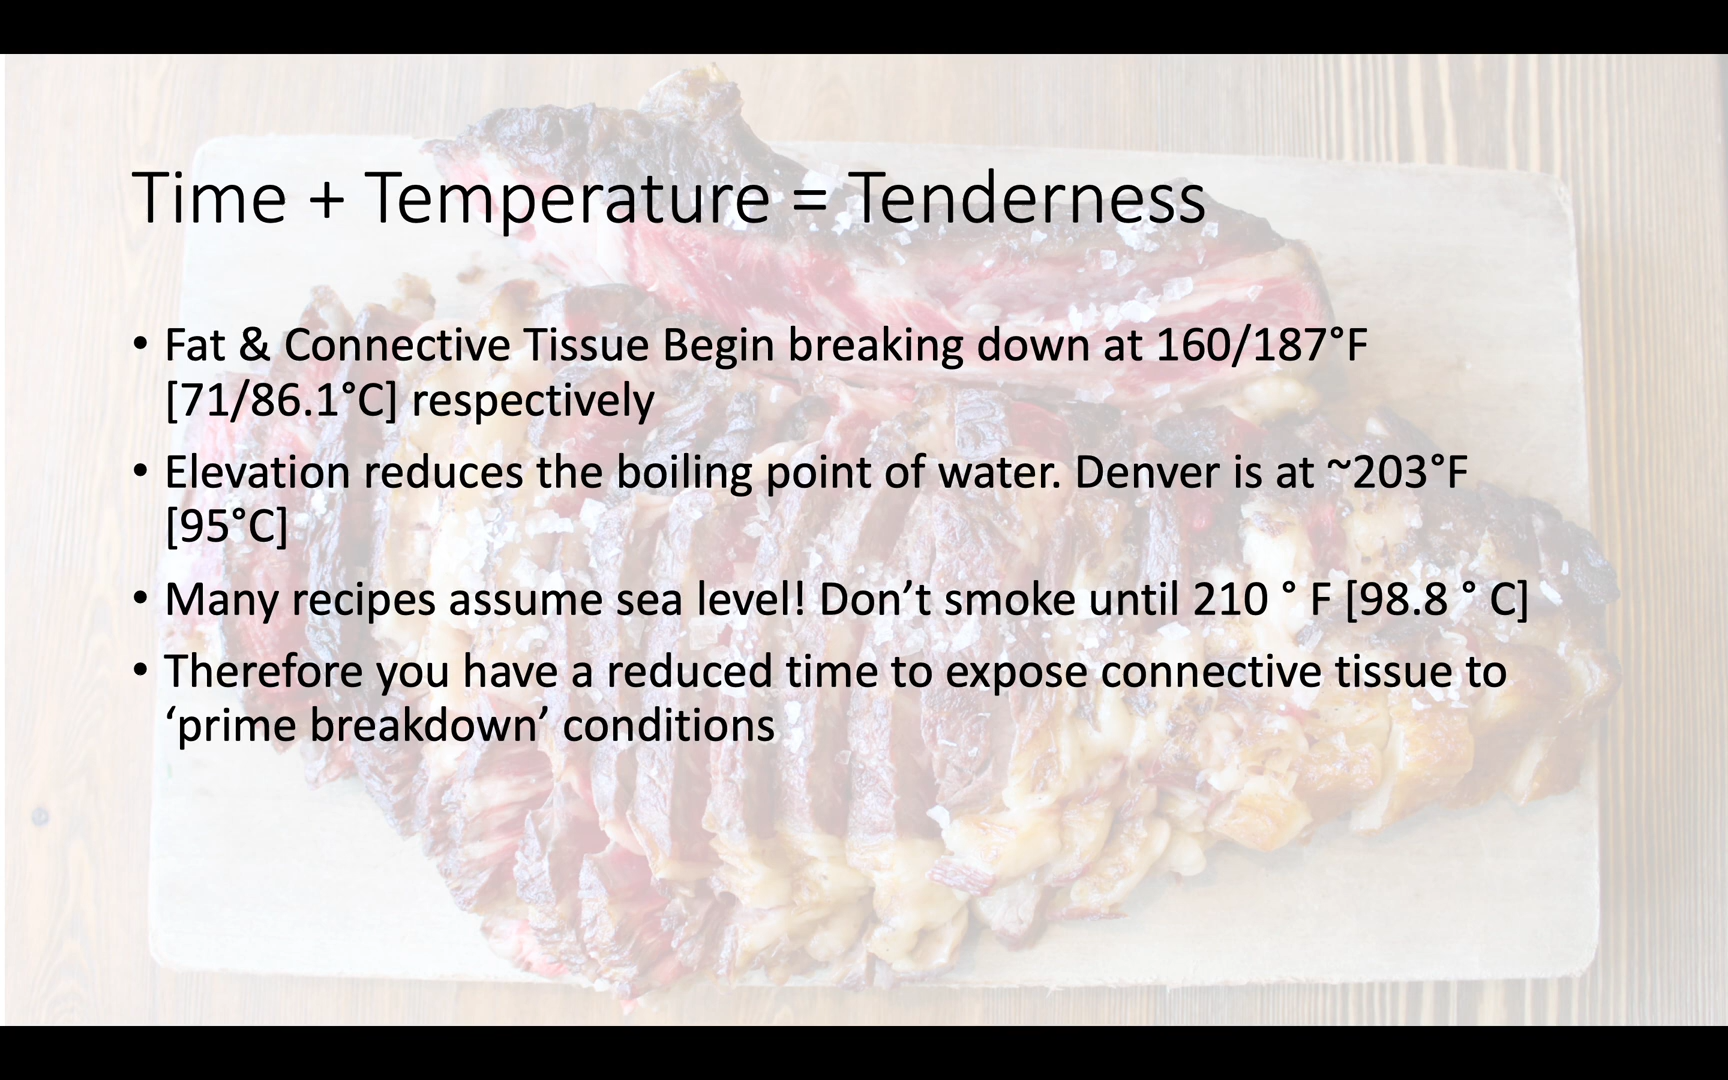 Time + Temperature = Tenderness
• Fat & Connective Tissue Begin breaking down at 160/187°F
[71/86.1°C] respectively
• Elevation reduces the boiling point of water. Denver is at ~203°F
[95°C]
• Many recipes assume sea level! Don’t smoke until 210 ° F [98.8 ° C]
• Therefore you have a reduced time to expose connective tissue to
‘prime breakdown’ conditions